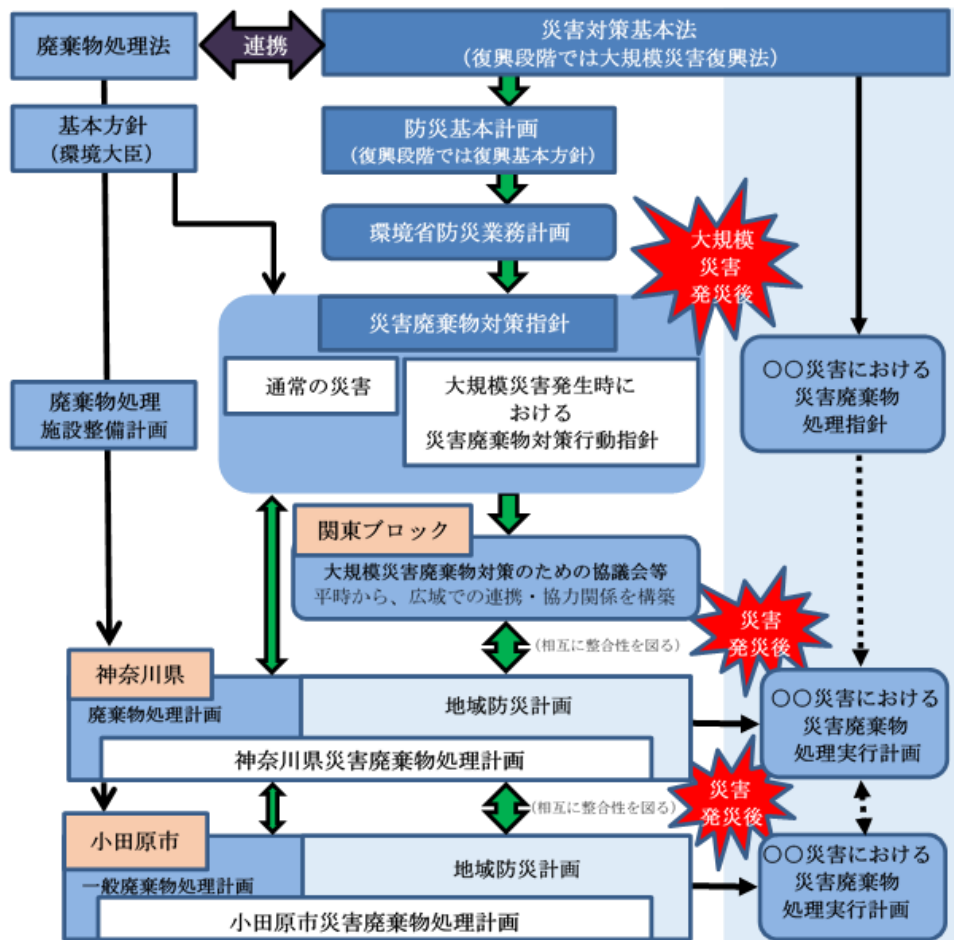 廃棄物処理法
連携
災害対策基本法
(復興段階では大規模災害復興法)
基本方針
(環境大臣)
防災基本計画
(復興段階では復興基本方針)
環境省防災業務計画
大規模
災害
発災後
災害廃棄物対策指針
通常の災害
大規模災害発生時に
おける
災害廃棄物対策行動指針
廃棄物処理
施設整備計画
〇〇災害における
災害廃棄物
処理指針
関東ブロック
大規模災害廃棄物対策のための協議会等
平時から、広域での連携・協力関係を構築
災害
発災後
(相互に整合性を図る)
神奈川県
廃棄物処理計画
地域防災計画
神奈川県災害廃棄物処理計画
〇〇災害における
災害廃棄物
処理実行計画
災害
発災後
(相互に整合性を図る)
小田原市
一般廃棄物処理計画
地域防災計画
小田原市災害廃棄物処理計画
〇〇災害における
災害廃棄物
処理実行計画